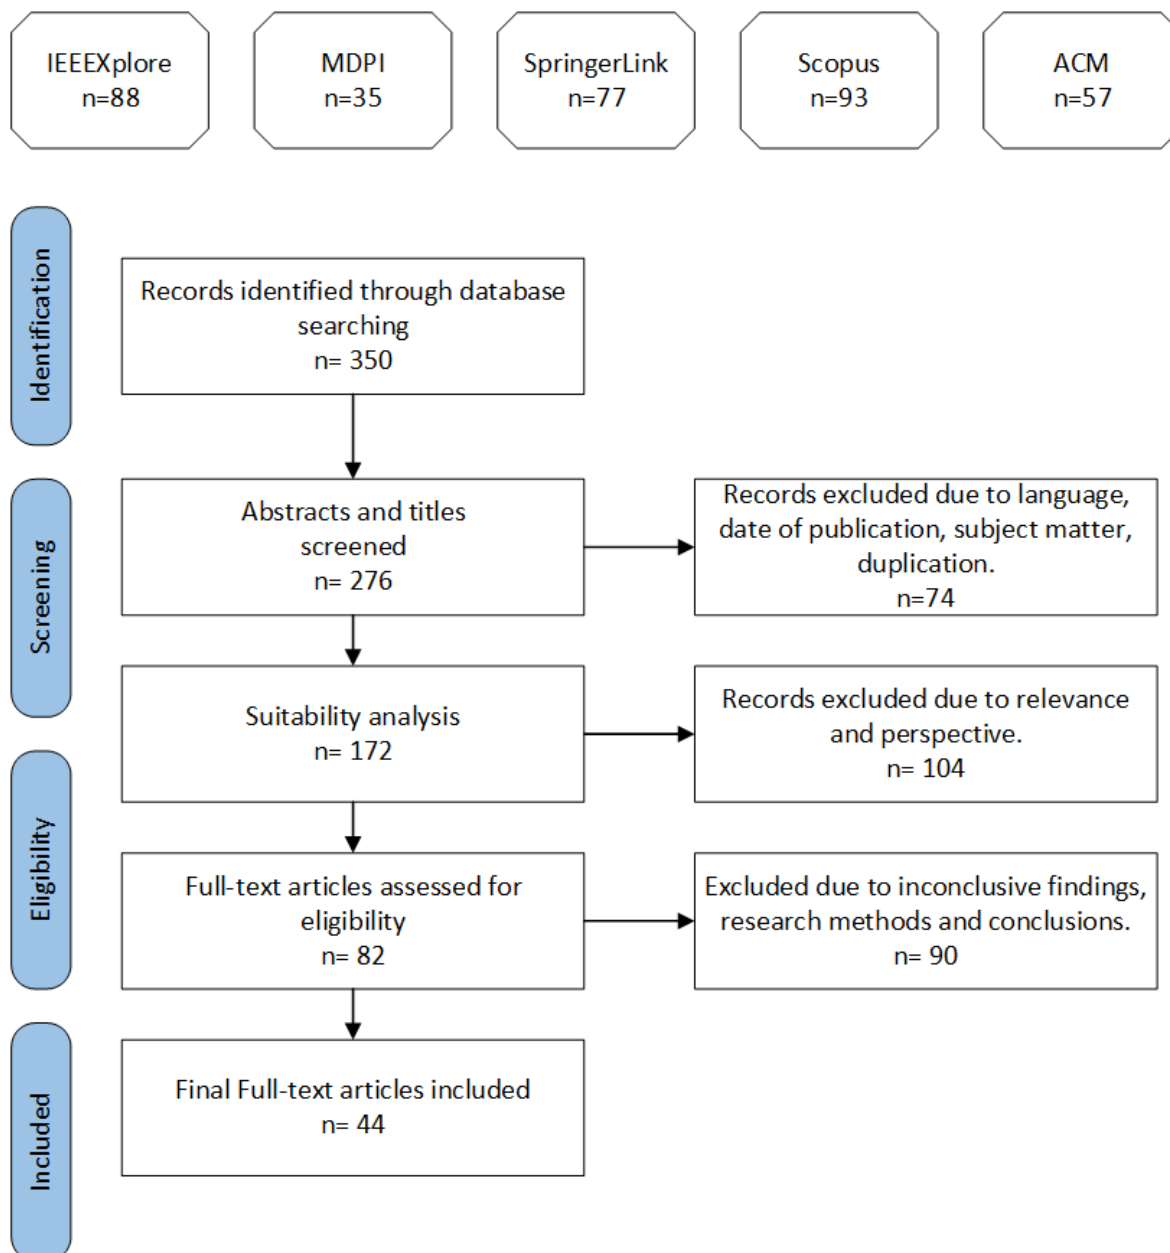 IEEEXplore
n=88
MDPI
n=35
SpringerLink
n=77
Scopus
n=93
ACM
n=57
Identification
Records identified through database
searching
n= 350
Screening
Abstracts and titles
screened
n= 276
Records excluded due to language,
date of publication, subject matter,
duplication.
n=74
Suitability analysis
n= 172
Records excluded due to relevance
and perspective.
n= 104
Eligibility
Full-text articles assessed for
eligibility
n= 82
Excluded due to inconclusive findings,
research methods and conclusions.
n= 90
Included
Final Full-text articles included
n= 44